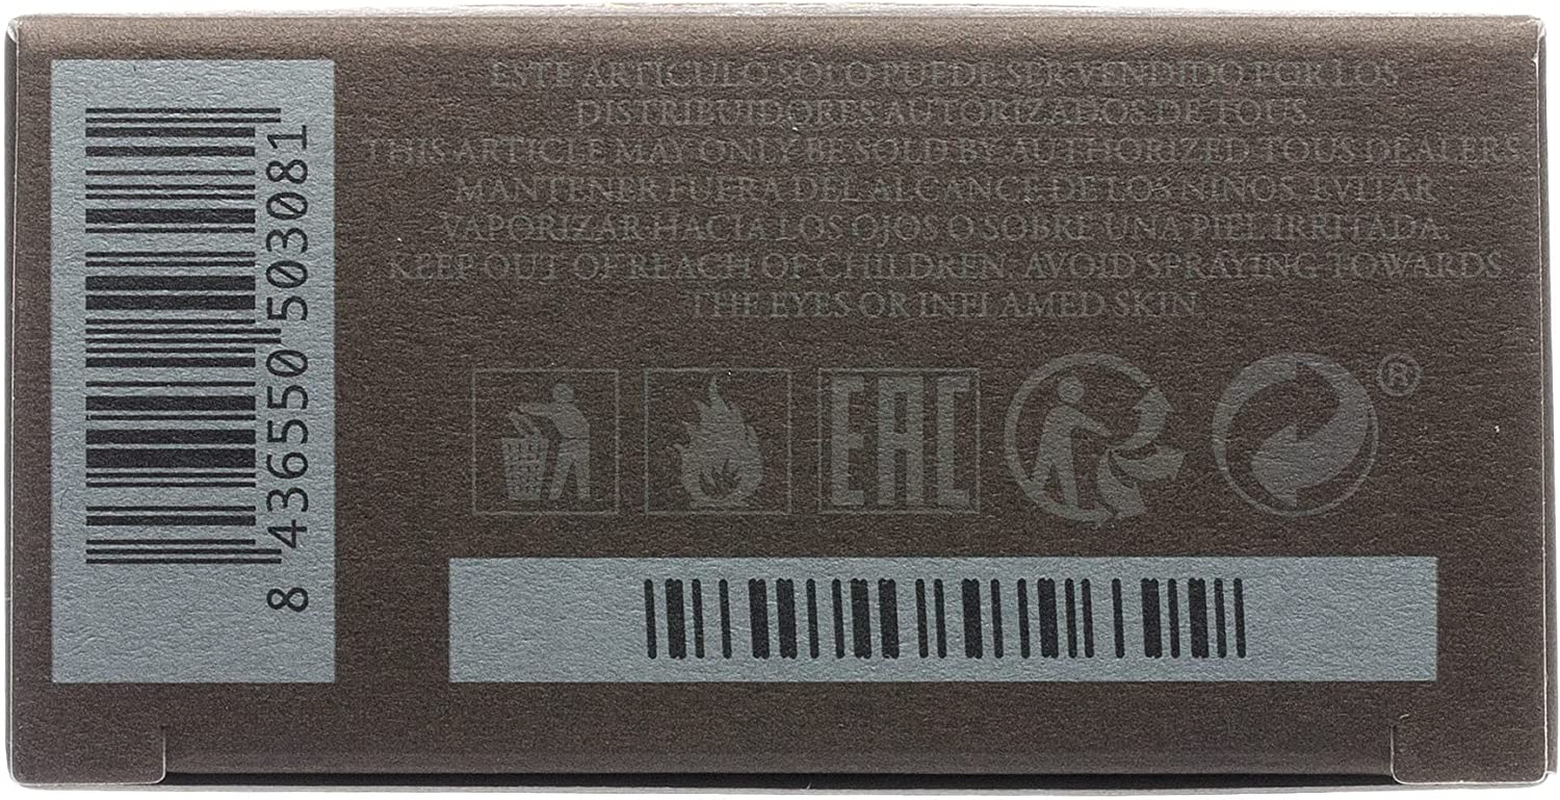 ESTE ARTÍCULO SÓLO PUEDE SER VENDIDO POR LOS
DISTRIBUIDORES AUTORIZADOS DE TOUS.
THIS ARTICLE MAY ONLY BE SOLD BY AUTHORIZED TOUS DEALERS
MANTENER FUERA DEL ALCANCE DE LOS NIÑOS. EVITAR
VAPORIZAR HACIA LOS OJOS O SOBRE UNA PIEL IRRITADA.
KEEP OUT OF REACH OF CHILDREN. AVOID SPRAYING TOWARDS
THE EYES OR INFLAMED SKIN
EAC
®
8 436550 503081